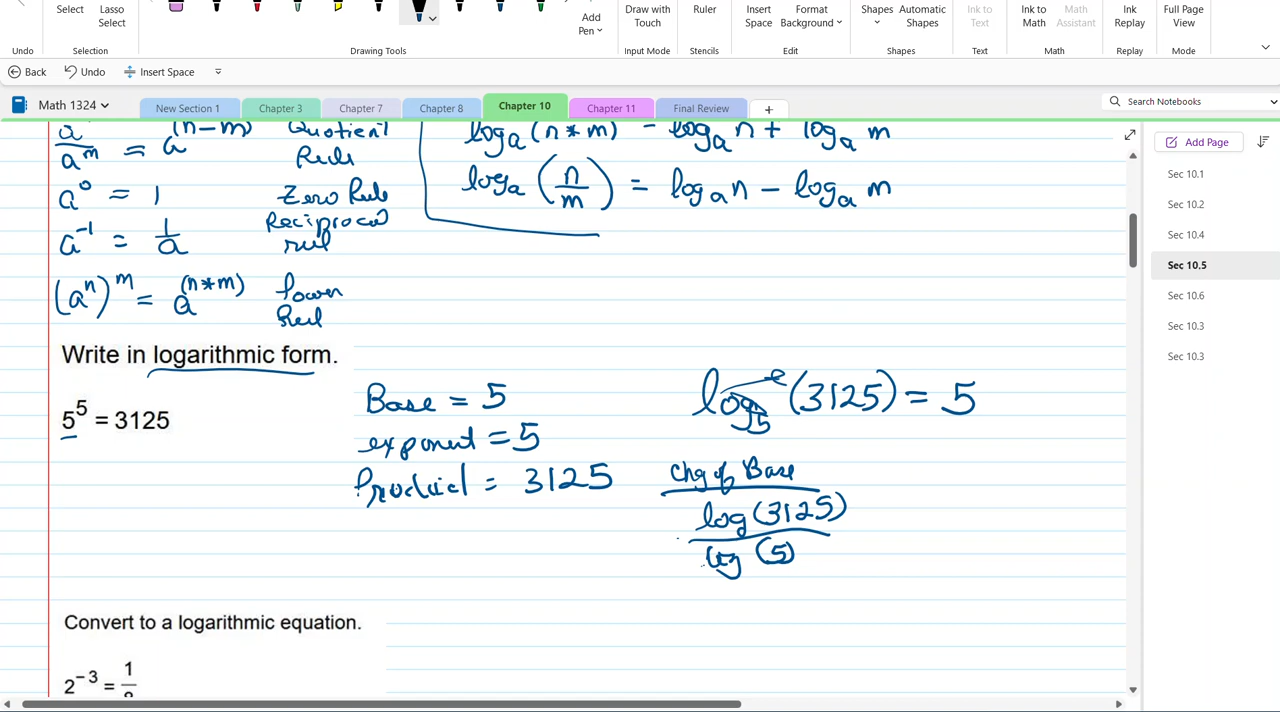 Select
Lasso Select
Add Pen
Draw with Touch
Ruler
Insert Space
Format Background
Shapes
Automatic Shapes
Ink to Text
Ink to Math
Math Assistant
Ink Replay
Full Page View
Undo
Selection
Drawing Tools
Input Mode
Stencils
Edit
Shapes
Text
Math
Replay
Mode
Back
Undo
Insert Space
Math 1324
New Section 1
Chapter 3
Chapter 7
Chapter 8
Chapter 10
Chapter 11
Final Review
+
Search Notebooks
Add Page
Sec 10.1
Sec 10.2
Sec 10.4
Sec 10.5
Sec 10.6
Sec 10.3
Sec 10.3
a^m = a^(n-m) Quotient Rule
a^0 = 1 Zero Rule
a^-1 = 1/a Reciprocal rul
(a^n)^m = a^(n*m) Power Rul
log_a (n*m) = log_a n + log_a m
log_a (n/m) = log_a n - log_a m
Write in logarithmic form.
5^5 = 3125
Base = 5
exponent = 5
Product = 3125
log_5 (3125) = 5
Chg of Base
log (3125)
log (5)
Convert to a logarithmic equation.
2^-3 = 1